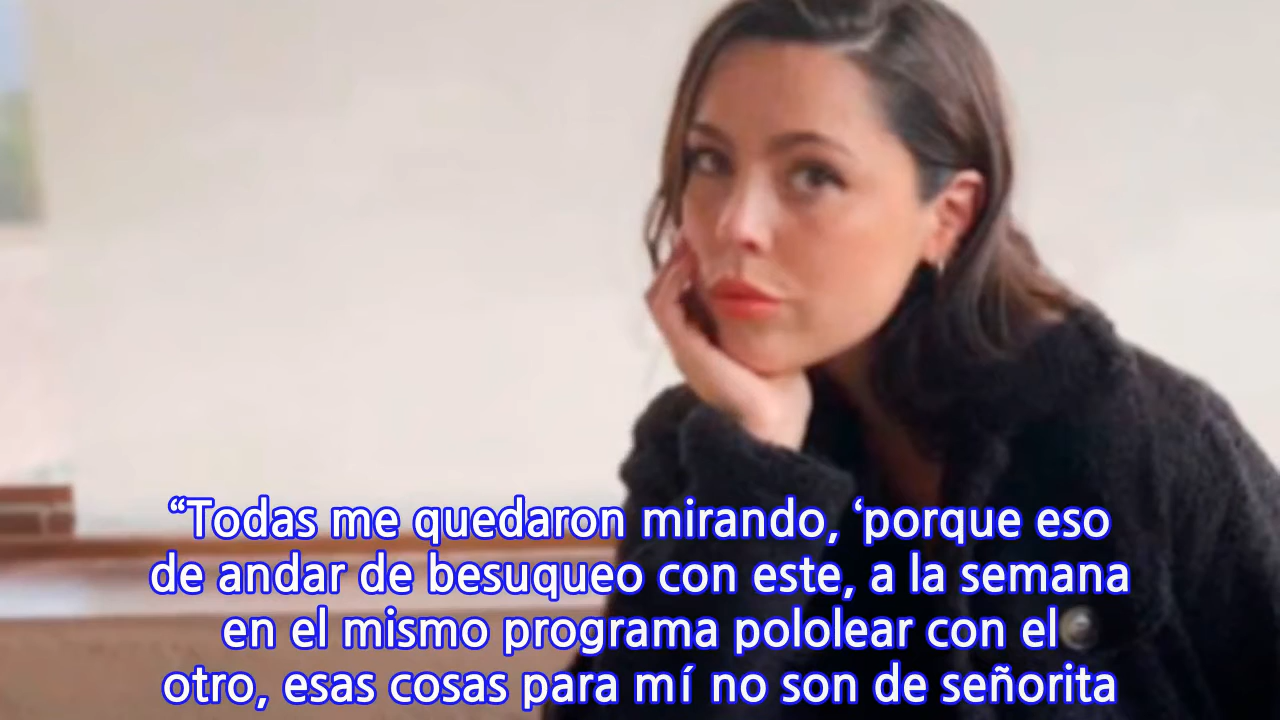 “Todas me quedaron mirando, ‘porque eso
de andar de besuqueo con este, a la semana
en el mismo programa pololear con el
otro, esas cosas para mí no son de señorita